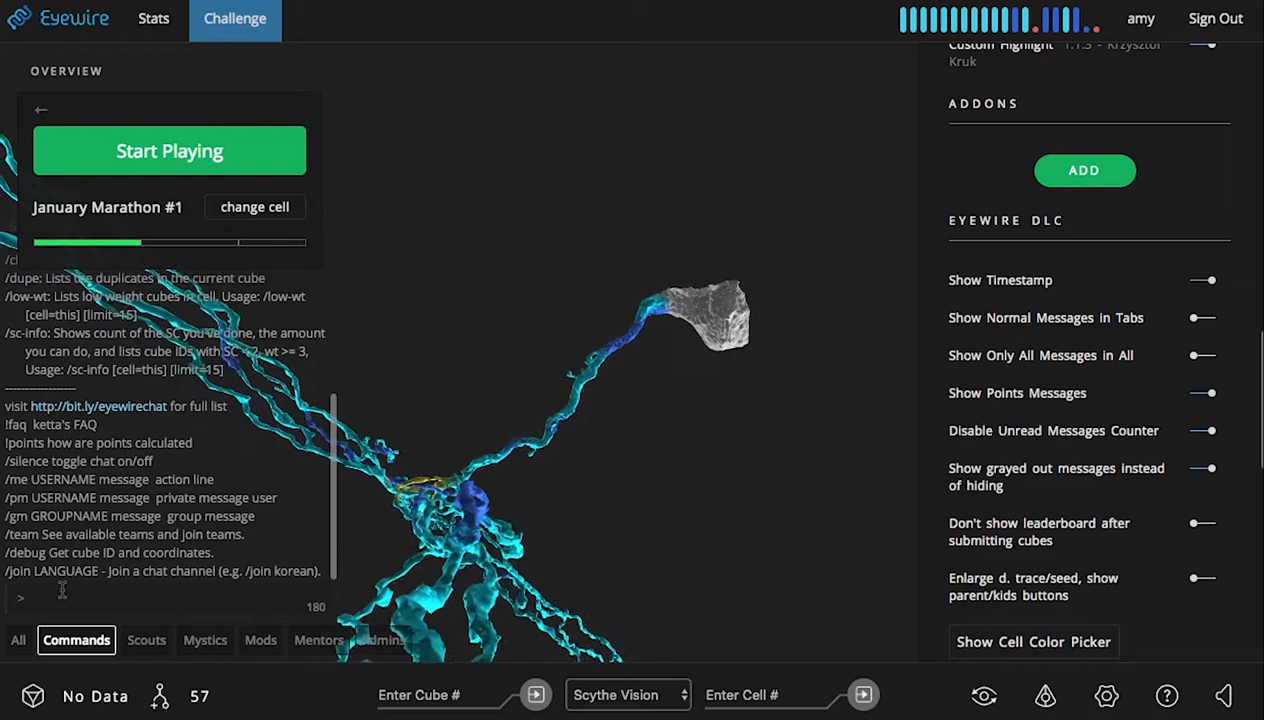 Eyewire
Stats
Challenge
amy
Sign Out
OVERVIEW
←
Start Playing
January Marathon #1
change cell
/dupe: Lists the duplicates in the current cube
/low-wt: Lists low weight cubes in cell, Usage: /low-wt
[cell=this] [limit=15]
/sc-info: Shows count of the SC you've done, the amount
you can do, and lists cube IDs with SC < 2, wt >= 3,
Usage: /sc-info [cell=this] [limit=15]
--------------------
visit http://bit.ly/eyewirechat for full list
!faq ketta's FAQ
!points how are points calculated
/silence toggle chat on/off
/me USERNAME message action line
/pm USERNAME message private message user
/gm GROUPNAME message group message
/team See available teams and join teams.
/debug Get cube ID and coordinates.
/join LANGUAGE - Join a chat channel (e.g. /join korean).
>
180
All
Commands
Scouts
Mystics
Mods
Mentors
Admins
Custom Highlight 1.1.3 - Krzysztof
Kruk
ADDONS
ADD
EYEWIRE DLC
Show Timestamp
Show Normal Messages in Tabs
Show Only All Messages in All
Show Points Messages
Disable Unread Messages Counter
Show grayed out messages instead
of hiding
Don't show leaderboard after
submitting cubes
Enlarge d. trace/seed, show
parent/kids buttons
Show Cell Color Picker
No Data
57
Enter Cube #
Scythe Vision
Enter Cell #